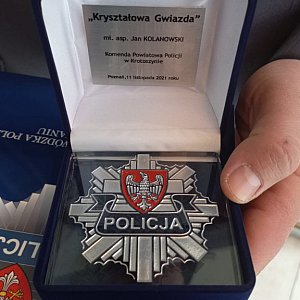 „Kryształowa Gwiazda”
mł. asp. Jan KOLANOWSKI
Komenda Powiatowa Policji
w Krotoszynie
Poznań, 11 listopada 2021 roku
POLICJA